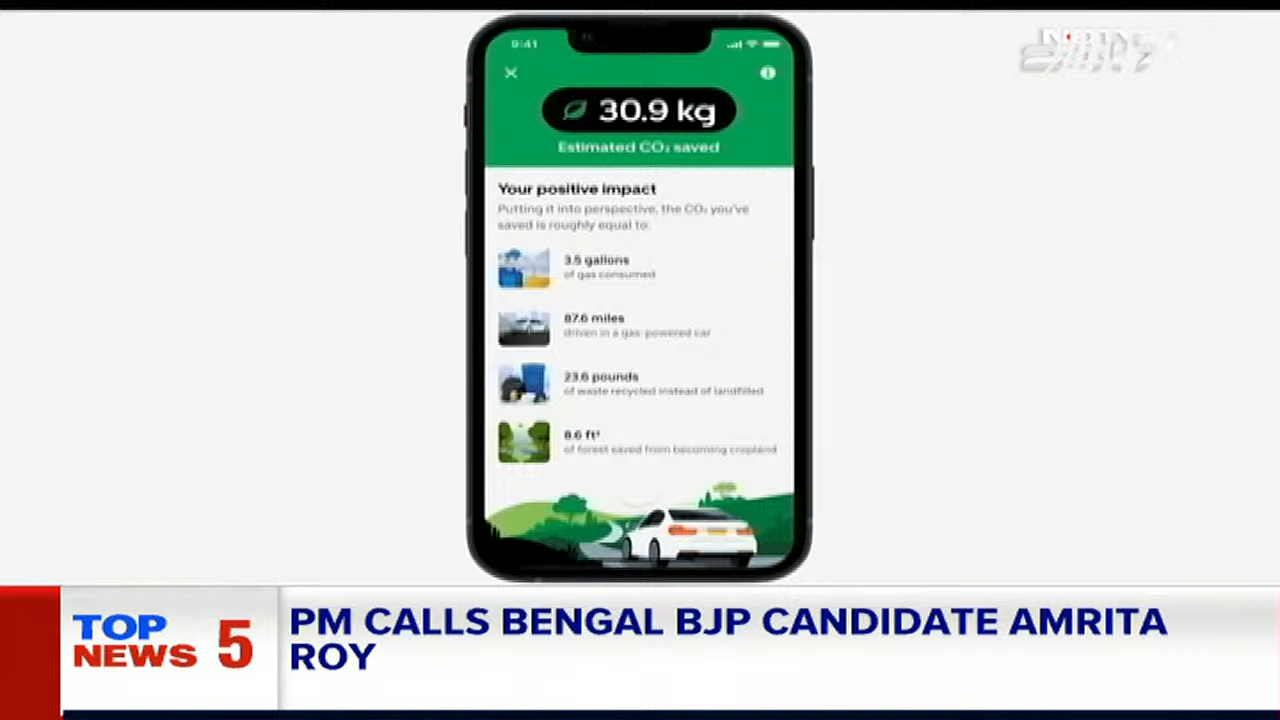 9:41
30.9 kg
Estimated CO₂ saved
Your positive impact
Putting it into perspective, the CO₂ you've
saved is roughly equal to:
3.5 gallons
of gas consumed
87.6 miles
driven in a gas-powered car
23.6 pounds
of waste recycled instead of landfilled
8.6 ft²
of forest saved from becoming cropland
TOP
NEWS 5
PM CALLS BENGAL BJP CANDIDATE AMRITA
ROY